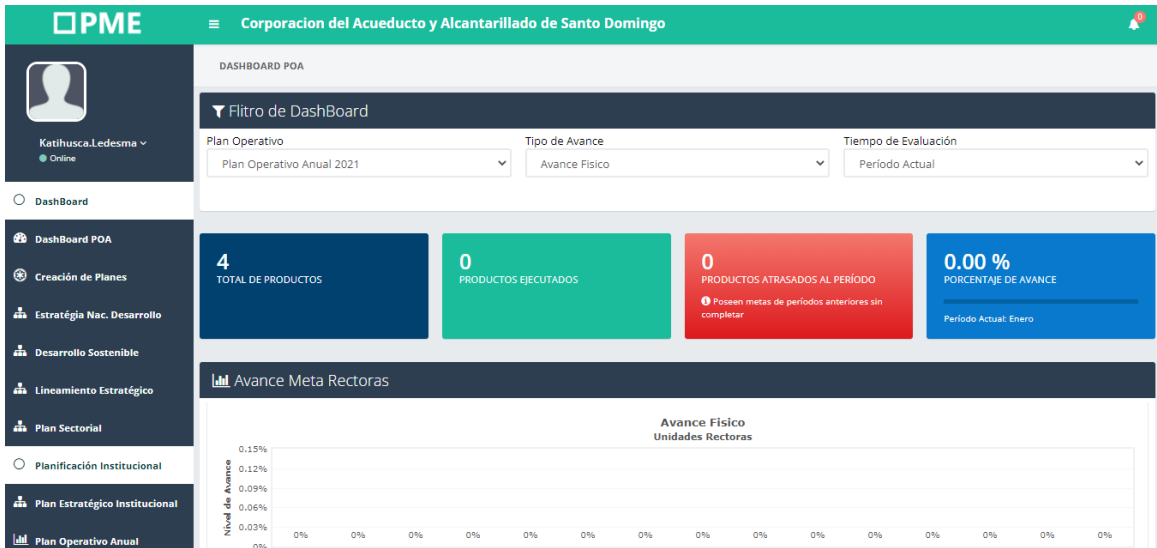 PME
Corporacion del Acueducto y Alcantarillado de Santo Domingo
0
Katihusca.Ledesma
Online
DashBoard
DashBoard POA
Creación de Planes
Estratégia Nac. Desarrollo
Desarrollo Sostenible
Lineamiento Estratégico
Plan Sectorial
Planificación Institucional
Plan Estratégico Institucional
Plan Operativo Anual
DASHBOARD POA
Flitro de DashBoard
Plan Operativo
Plan Operativo Anual 2021
Tipo de Avance
Avance Fisico
Tiempo de Evaluación
Período Actual
4
TOTAL DE PRODUCTOS
0
PRODUCTOS EJECUTADOS
0
PRODUCTOS ATRASADOS AL PERÍODO
Poseen metas de períodos anteriores sin
completar
0.00 %
PORCENTAJE DE AVANCE
Período Actual: Enero
Avance Meta Rectoras
Avance Fisico
Unidades Rectoras
Nivel de Avance
0.15%
0.12%
0.09%
0.06%
0.03%
0%
0% 0% 0% 0% 0% 0% 0% 0% 0% 0% 0% 0% 0% 0% 0%